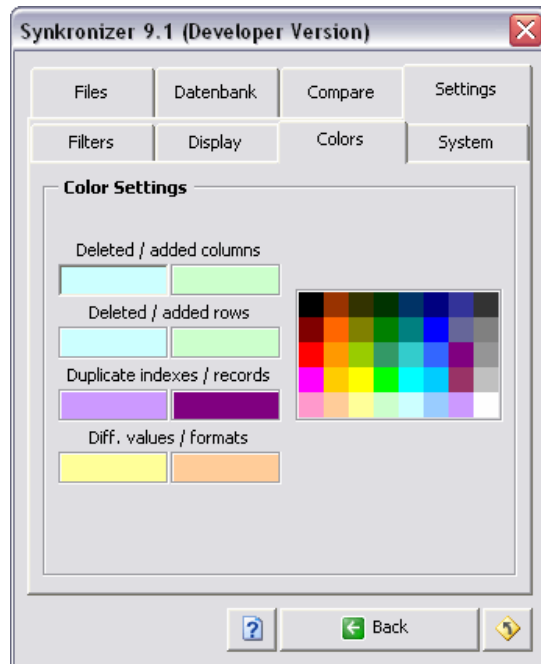 Synkronizer 9.1 (Developer Version)
Files Datenbank Compare Settings
Filters Display Colors System
Color Settings
Deleted / added columns
Deleted / added rows
Duplicate indexes / records
Diff. values / formats
Back